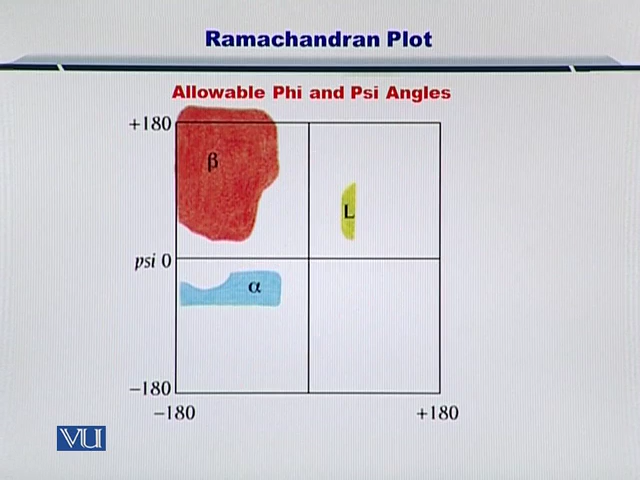 Ramachandran Plot
Allowable Phi and Psi Angles
+180
β
L
psi 0
α
−180
−180
+180
VU